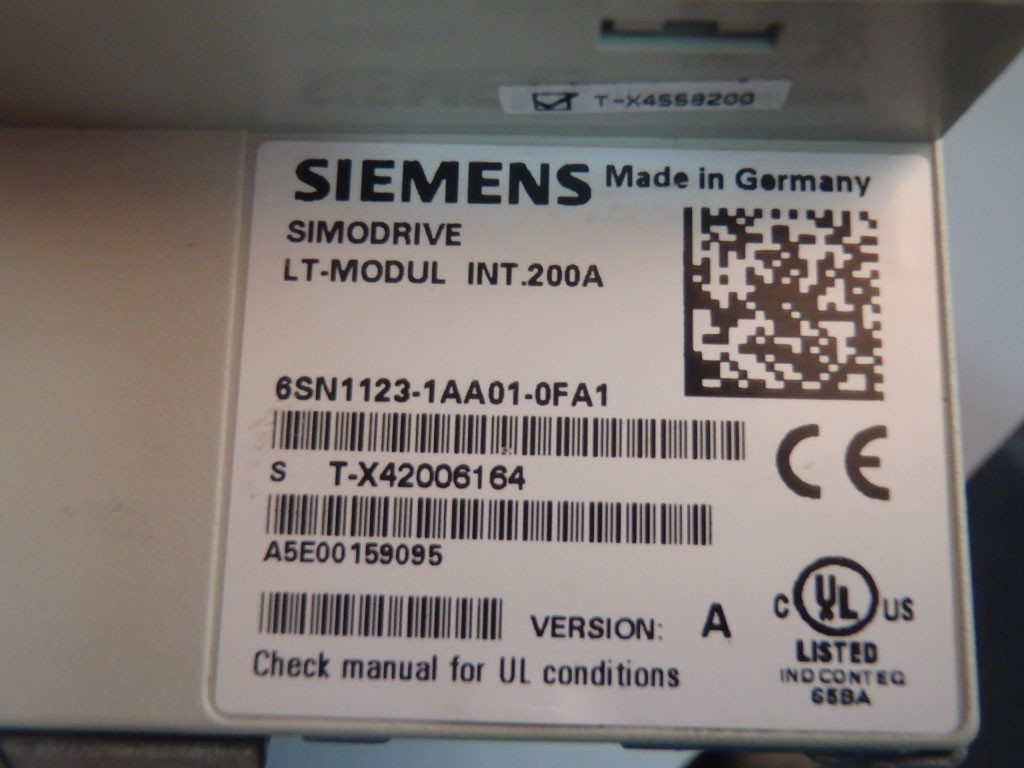 T-X4558200
SIEMENS Made in Germany
SIMODRIVE
LT-MODUL INT.200A
6SN1123-1AA01-0FA1
S T-X42006164
A5E00159095
VERSION: A
Check manual for UL conditions
CE
C UL US
LISTED
IND CONT EQ
65BA